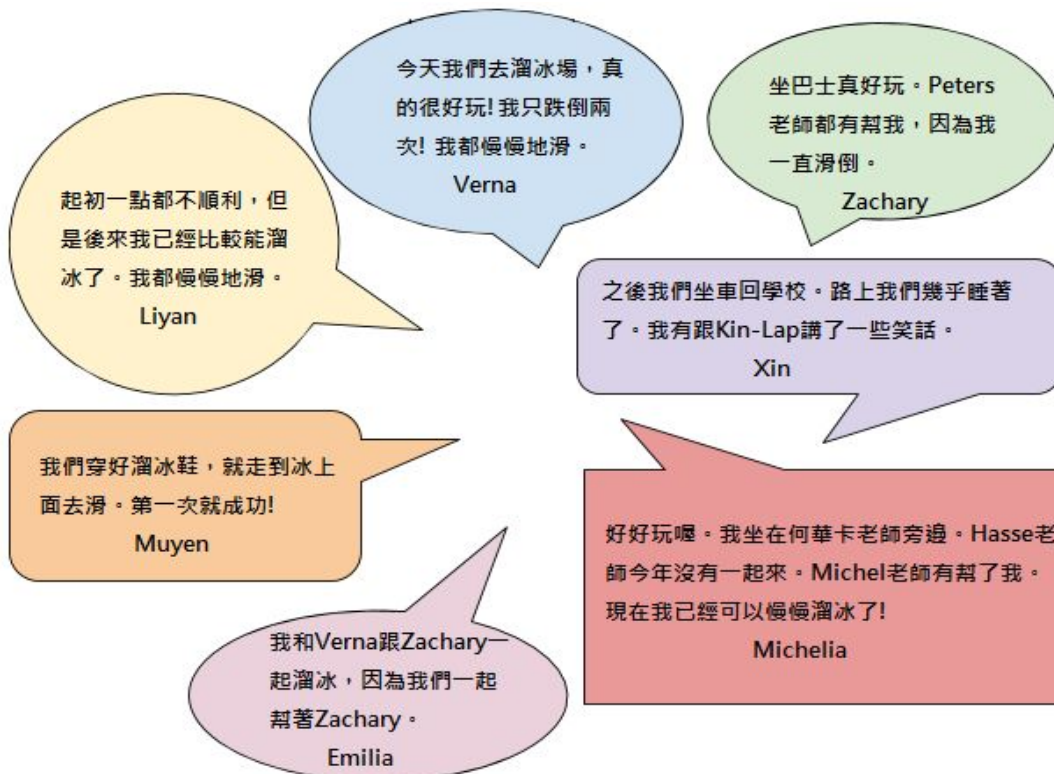 今天我們去溜冰場，真
的很好玩! 我只跌倒兩
次! 我都慢慢地滑。
Verna
坐巴士真好玩。Peters
老師都有幫我，因為我
一直滑倒。
Zachary
起初一點都不順利，但
是後來我已經比較能溜
冰了。我都慢慢地滑。
Liyan
之後我們坐車回學校。路上我們幾乎睡著
了。我有跟Kin-Lap講了一些笑話。
Xin
我們穿好溜冰鞋，就走到冰上
面去滑。第一次就成功!
Muyen
好好玩喔。我坐在何華卡老師旁邊。Hasse老
師今年沒有一起來。Michel老師有幫了我。
現在我已經可以慢慢溜冰了!
Michelia
我和Verna跟Zachary一
起溜冰，因為我們一起
幫著Zachary。
Emilia